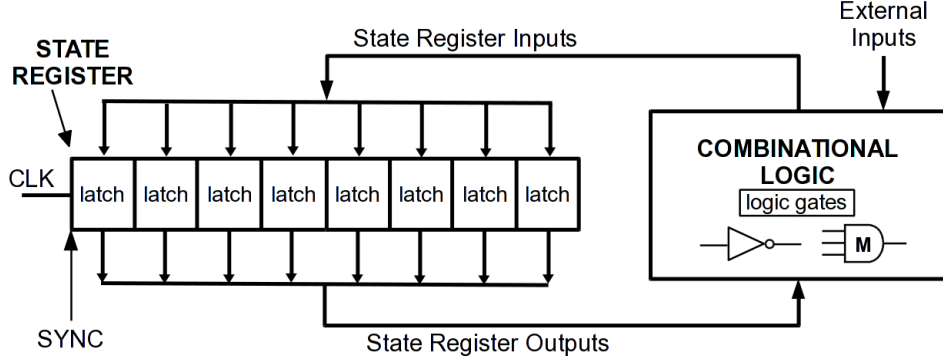 External
Inputs
State Register Inputs
STATE
REGISTER
COMBINATIONAL
LOGIC
logic gates
M
CLK
latch latch latch latch latch latch latch latch
SYNC
State Register Outputs